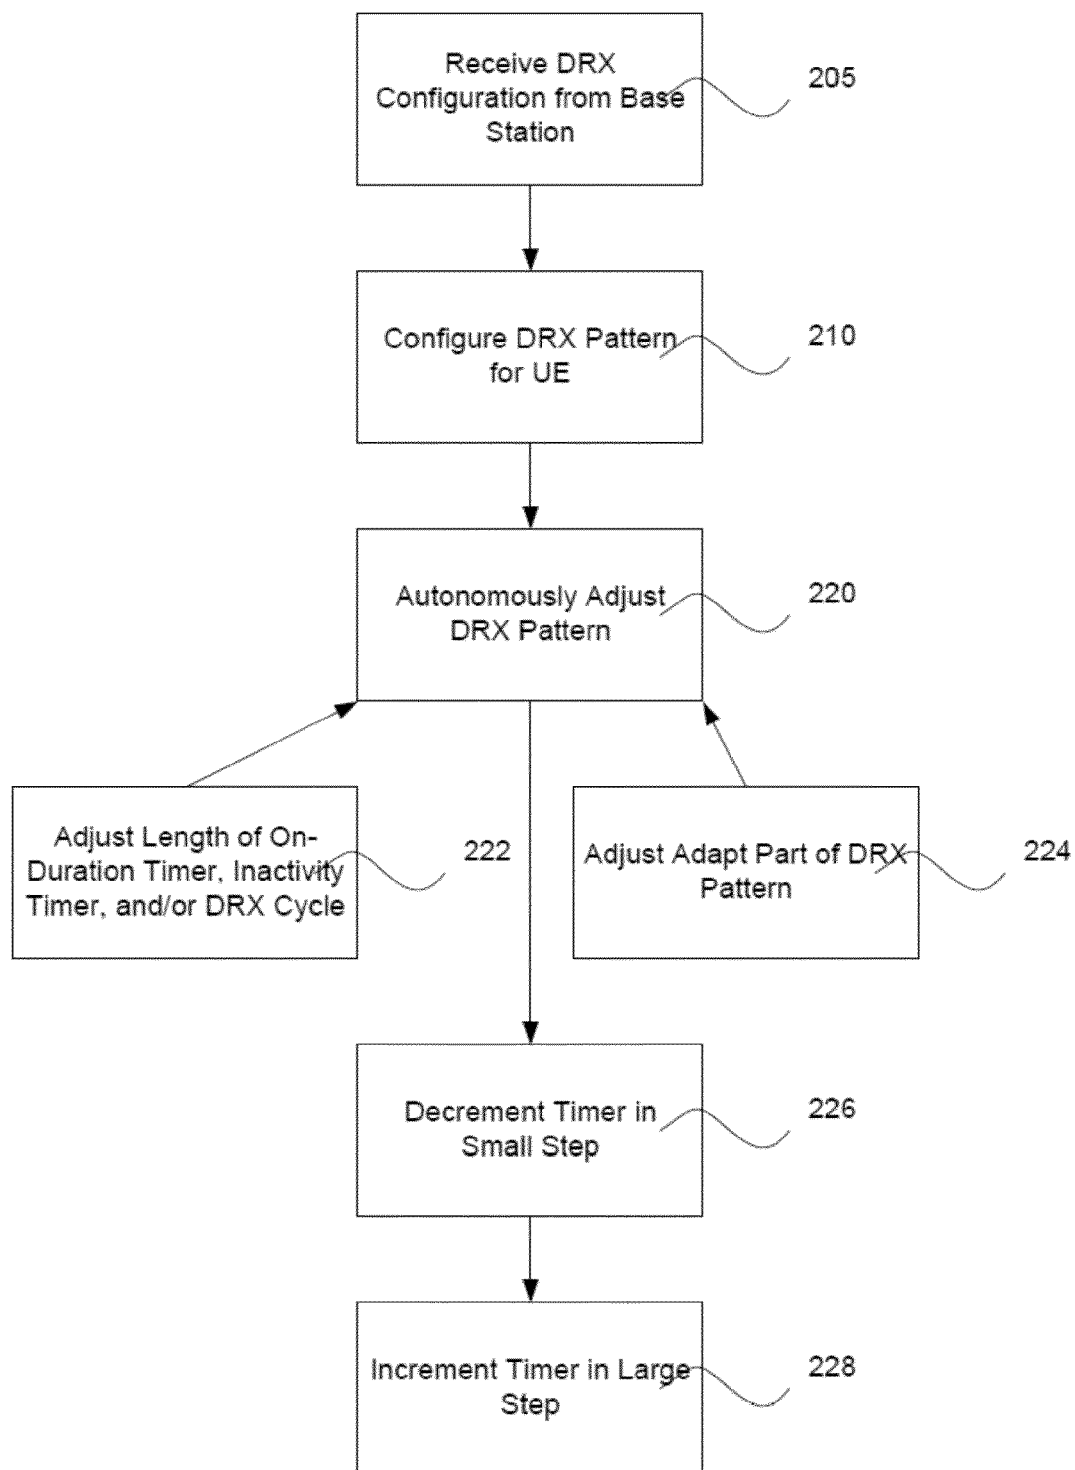 Receive DRX
Configuration from Base
Station
205
Configure DRX Pattern
for UE
210
Autonomously Adjust
DRX Pattern
220
Adjust Length of On-
Duration Timer, Inactivity
Timer, and/or DRX Cycle
222
Adjust Adapt Part of DRX
Pattern
224
Decrement Timer in
Small Step
226
Increment Timer in Large
Step
228